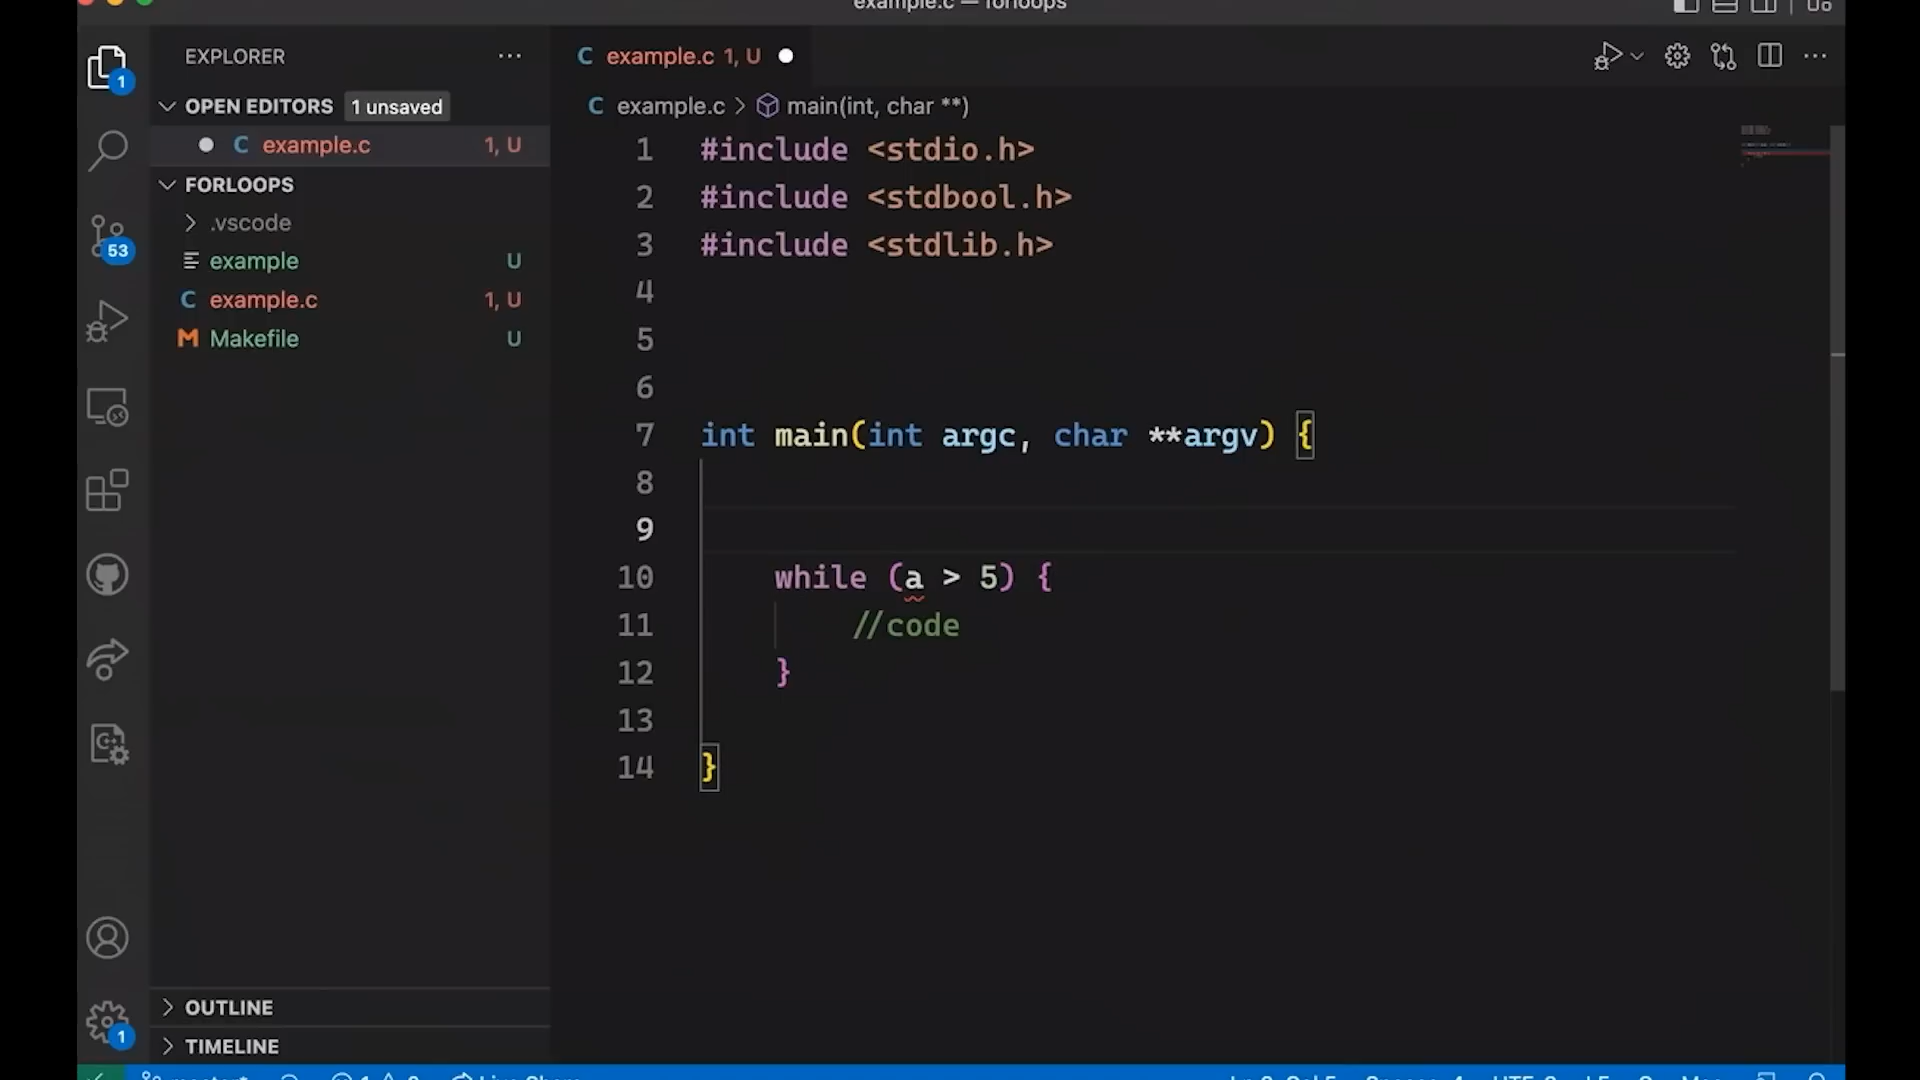 example.c — forloops
EXPLORER
1
OPEN EDITORS 1 unsaved
C example.c 1, U
FORLOOPS
.vscode
53
example U
C example.c 1, U
M Makefile U
OUTLINE
TIMELINE
1
C example.c 1, U
C example.c > main(int, char **)
1 #include <stdio.h>
2 #include <stdbool.h>
3 #include <stdlib.h>
4
5
6
7 int main(int argc, char **argv) {
8
9
10 while (a > 5) {
11 //code
12 }
13
14 }